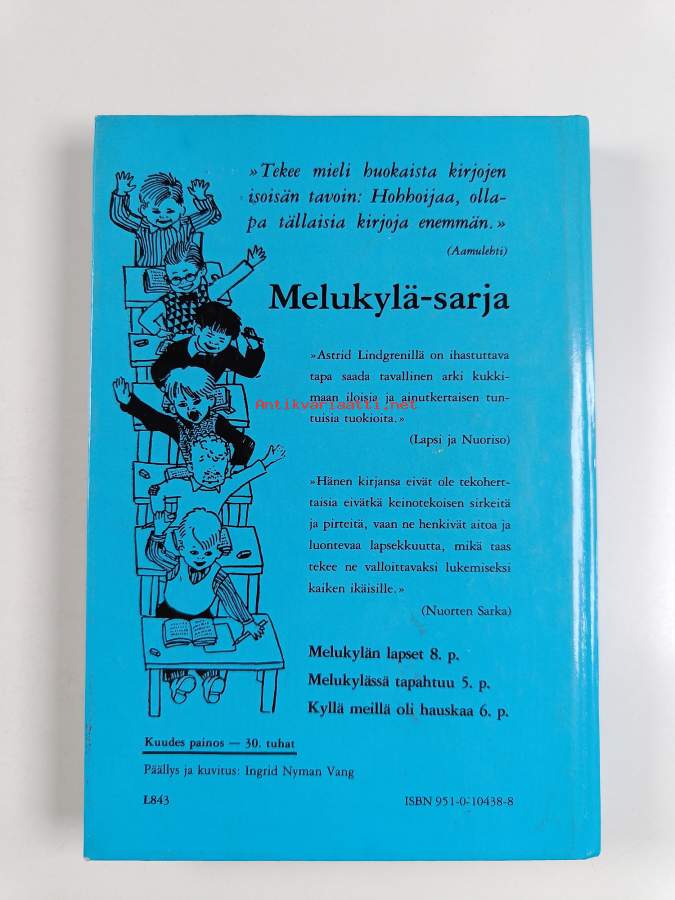 »Tekee mieli huokaista kirjojen
isoisän tavoin: Hohhoijaa, olla-
pa tällaisia kirjoja enemmän.»
(Aamulehti)
Melukylä-sarja
»Astrid Lindgrenillä on ihastuttava
tapa saada tavallinen arki kukki-
maan iloisia ja ainutkertaisen tun-
Antikvariaatti.net
tuisia tuokioita.»
(Lapsi ja Nuoriso)
»Hänen kirjansa eivät ole tekohert-
taisia eivätkä keinotekoisen sirkeitä
ja pirteitä, vaan ne henkivät aitoa ja
luontevaa lapsekkuutta, mikä taas
tekee ne valloittavaksi lukemiseksi
kaiken ikäisille.»
(Nuorten Sarka)
Melukylän lapset 8. p.
Melukylässä tapahtuu 5. p.
Kyllä meillä oli hauskaa 6. p.
Kuudes painos — 30. tuhat
Päällys ja kuvitus: Ingrid Nyman Vang
L843
ISBN 951-0-10438-8